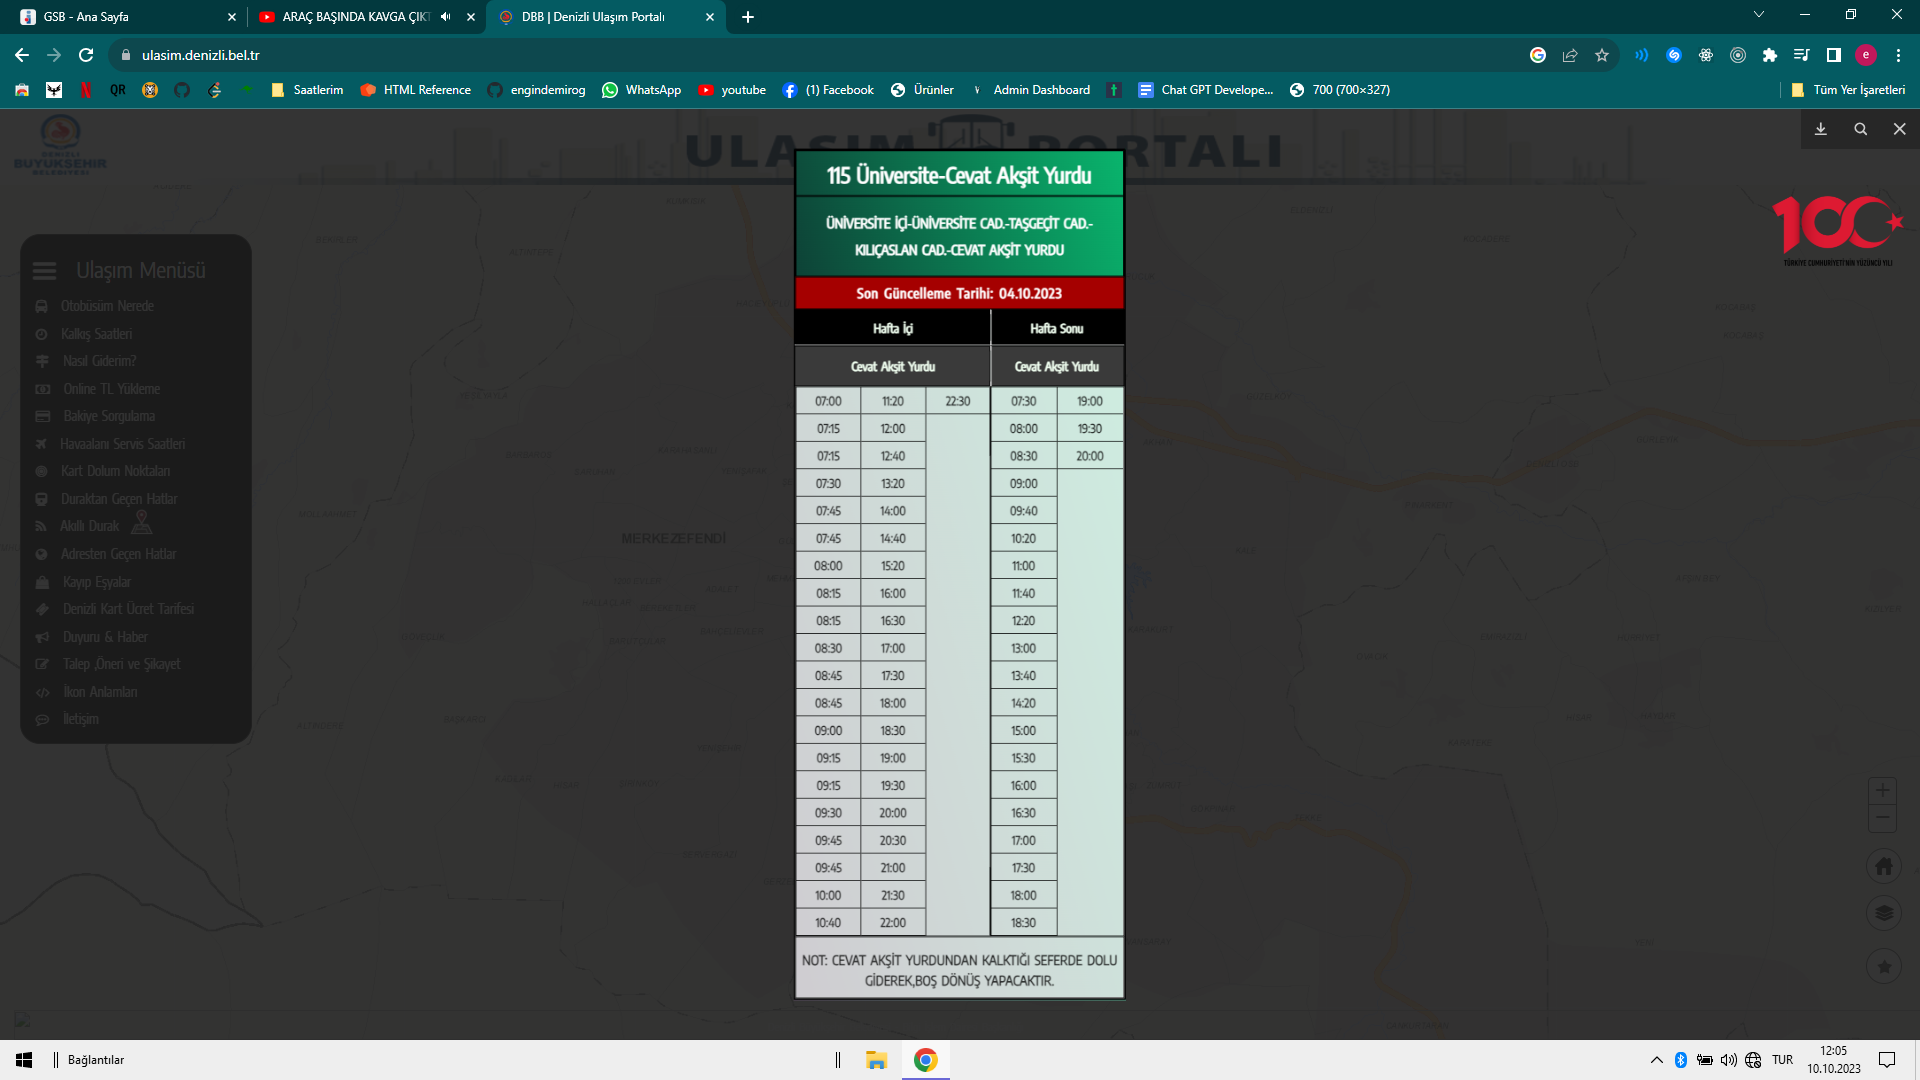 GSB - Ana Sayfa
ARAÇ BAŞINDA KAVGA ÇIKT
DBB | Denizli Ulaşım Portalı
ulasim.denizli.bel.tr
e
QR
Saatlerim
HTML Reference
engindemirog
WhatsApp
youtube
(1) Facebook
Ürünler
Admin Dashboard
Chat GPT Develope...
700 (700×327)
Tüm Yer İşaretleri
DENİZLİ
BÜYÜKŞEHİR
BELEDİYESİ
ULAŞIM PORTALI
100
TÜRKİYE CUMHURİYETİ'NİN YÜZÜNCÜ YILI
Ulaşım Menüsü
Otobüsüm Nerede
Kalkış Saatleri
Nasıl Giderim?
Online TL Yükleme
Bakiye Sorgulama
Havaalanı Servis Saatleri
Kart Dolum Noktaları
Duraktan Geçen Hatlar
Akıllı Durak
Adresten Geçen Hatlar
Kayıp Eşyalar
Denizli Kart Ücret Tarifesi
Duyuru & Haber
Talep ,Öneri ve Şikayet
İkon Anlamları
İletişim
MERKEZEFENDİ
115 Üniversite-Cevat Akşit Yurdu
ÜNİVERSİTE İÇİ-ÜNİVERSİTE CAD.-TAŞGEÇİT CAD.-
KILIÇASLAN CAD.-CEVAT AKŞİT YURDU
Son Güncelleme Tarihi: 04.10.2023
Hafta İçi Hafta Sonu
Cevat Akşit Yurdu Cevat Akşit Yurdu
07:00 11:20 22:30 07:30 19:00
07:15 12:00 08:00 19:30
07:15 12:40 08:30 20:00
07:30 13:20 09:00
07:45 14:00 09:40
07:45 14:40 10:20
08:00 15:20 11:00
08:15 16:00 11:40
08:15 16:30 12:20
08:30 17:00 13:00
08:45 17:30 13:40
08:45 18:00 14:20
09:00 18:30 15:00
09:15 19:00 15:30
09:15 19:30 16:00
09:30 20:00 16:30
09:45 20:30 17:00
09:45 21:00 17:30
10:00 21:30 18:00
10:40 22:00 18:30
NOT: CEVAT AKŞİT YURDUNDAN KALKTIĞI SEFERDE DOLU
GİDEREK,BOŞ DÖNÜŞ YAPACAKTIR.
Bağlantılar
TUR
12:05
10.10.2023